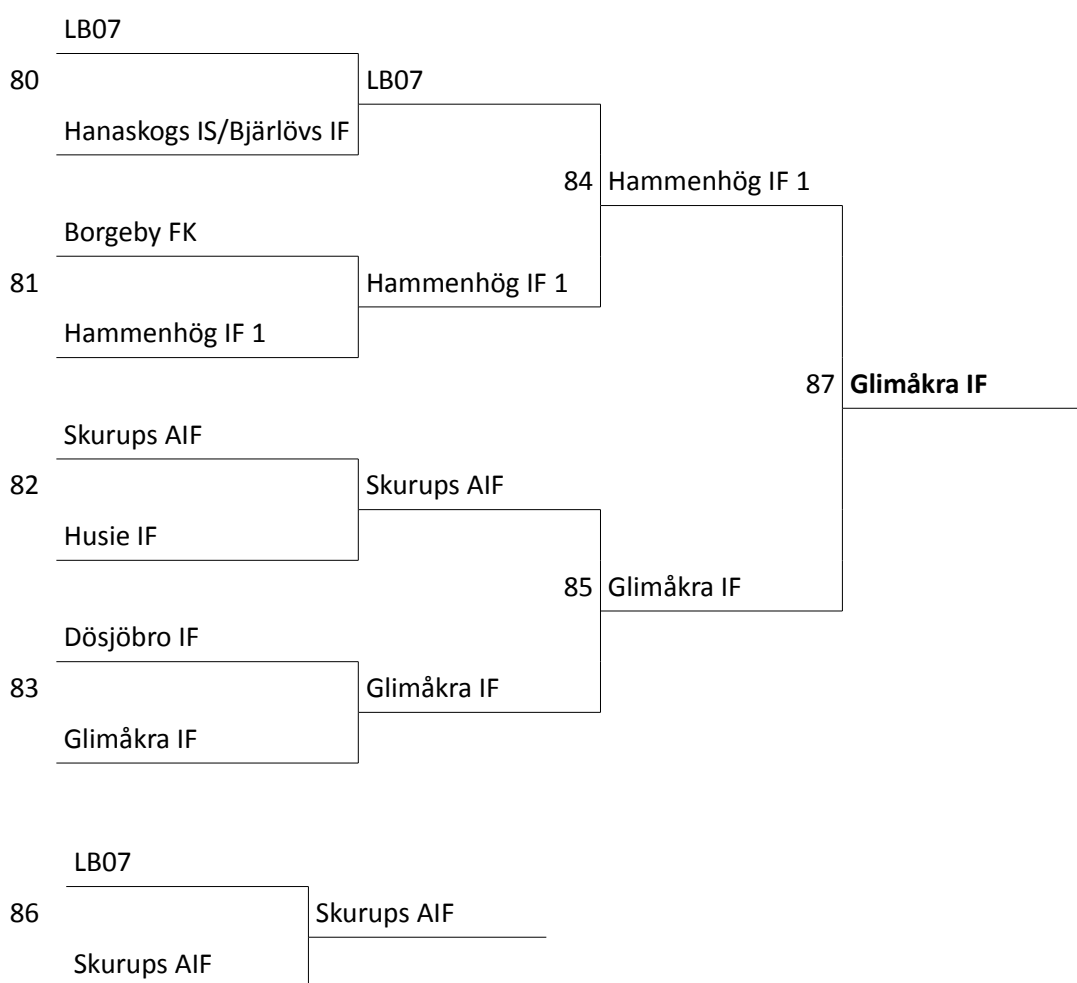 LB07
80 LB07
Hanaskogs IS/Bjärlövs IF
84 Hammenhög IF 1
Borgeby FK
81 Hammenhög IF 1
Hammenhög IF 1
87 Glimåkra IF
Skurups AIF
82 Skurups AIF
Husie IF
85 Glimåkra IF
Dösjöbro IF
83 Glimåkra IF
Glimåkra IF
LB07
86 Skurups AIF
Skurups AIF